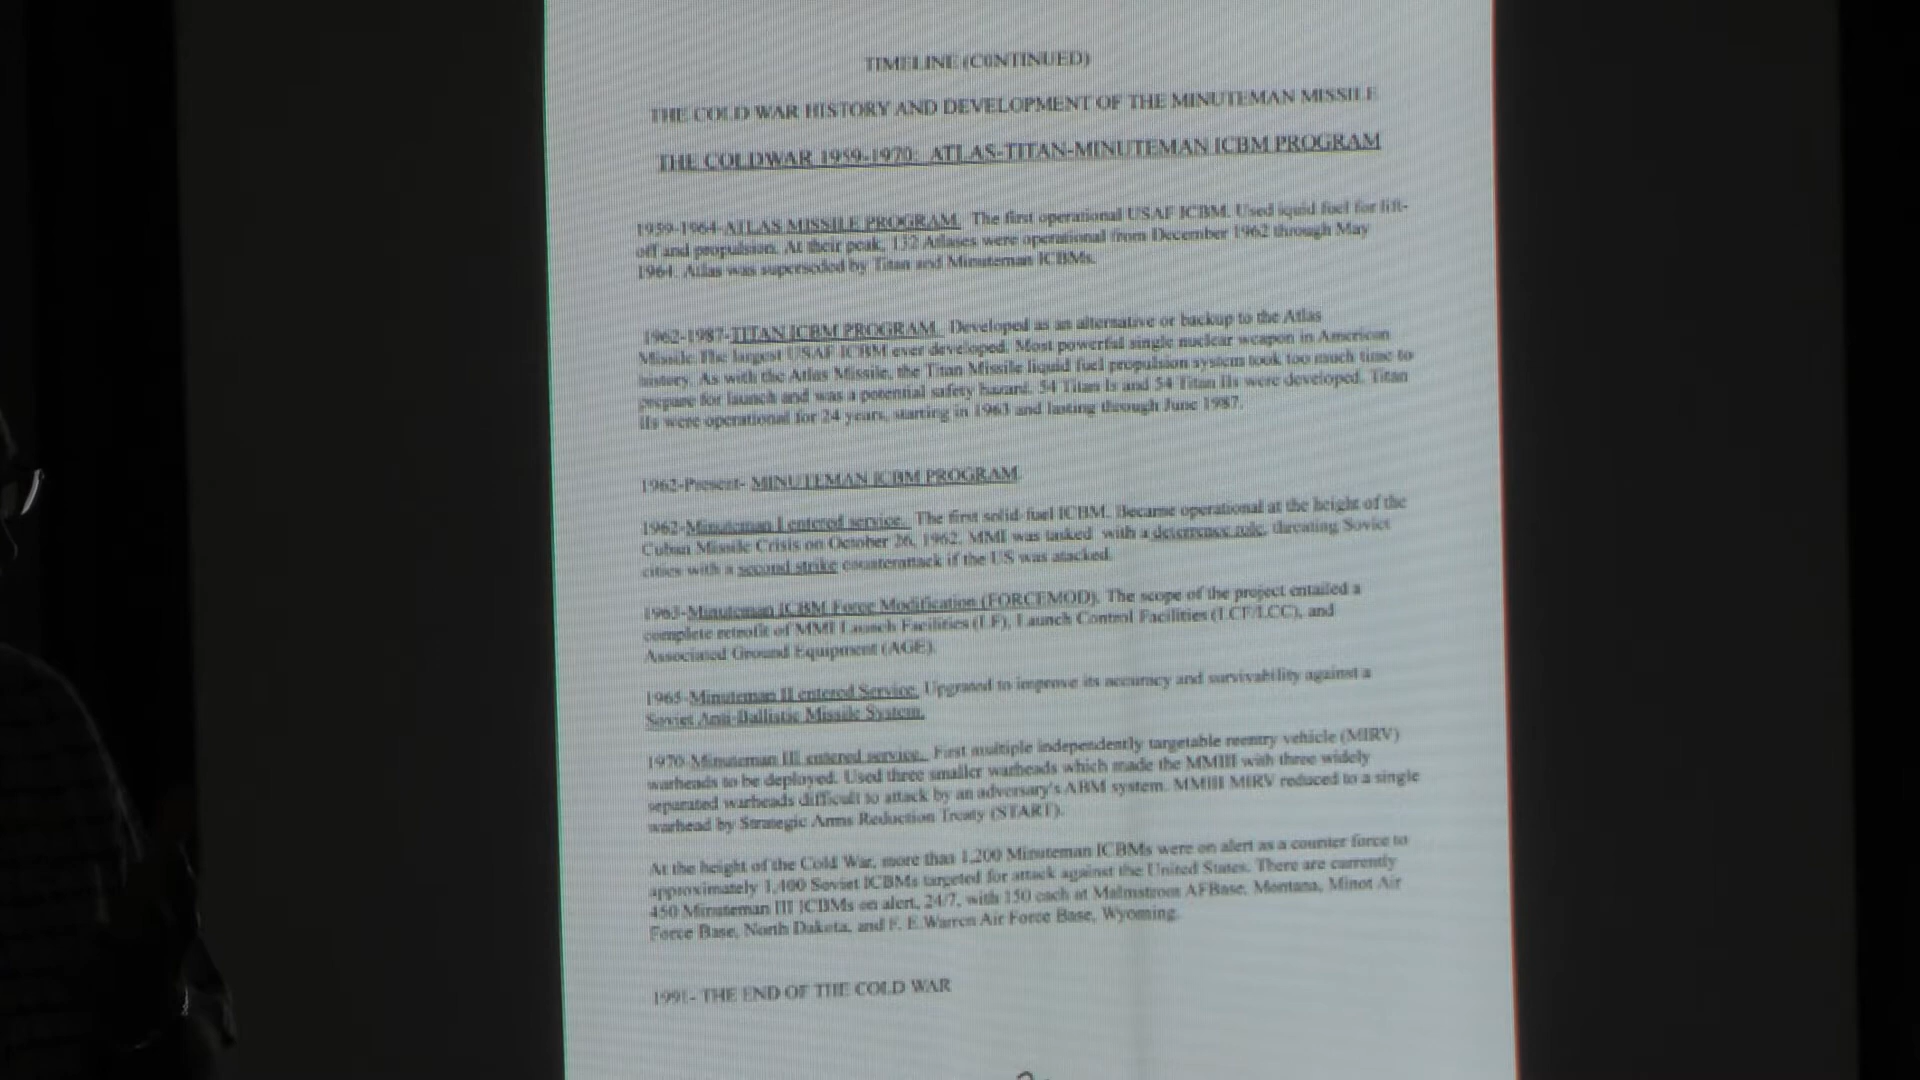 TIMELINE (CONTINUED)
THE COLD WAR HISTORY AND DEVELOPMENT OF THE MINUTEMAN MISSILE
THE COLDWAR 1959-1970: ATLAS-TITAN-MINUTEMAN ICBM PROGRAM
1959-1964-ATLAS MISSILE PROGRAM. The first operational USAF ICBM. Used iquid fuel for lift-
off and propulsion. At their peak, 132 Atlases were operational from December 1962 through May
1964. Atlas was superseded by Titan and Minuteman ICBMs.
1962-1987-TITAN ICBM PROGRAM. Developed as an alternative or backup to the Atlas
Missile. The largest USAF ICBM ever developed. Most powerful single nuclear weapon in American
history. As with the Atlas Missile, the Titan Missile liquid fuel propulsion system took too much time to
prepare for launch and was a potential safety hazard. 54 Titan Is and 54 Titan IIs were developed. Titan
IIs were operational for 24 years, starting in 1963 and lasting through June 1987.
1962-Present- MINUTEMAN ICBM PROGRAM
1962-Minuteman I entered service. The first solid-fuel ICBM. Became operational at the height of the
Cuban Missile Crisis on October 26, 1962. MMI was tasked with a deterrence role, threating Soviet
cities with a second strike counterattack if the US was atacked.
1965-Minuteman ICBM Force Modification (FORCEMOD). The scope of the project entailed a
complete retrofit of MMI Launch Facilities (LF), Launch Control Facilities (LCF/LCC), and
Associated Ground Equipment (AGE).
1965-Minuteman II entered Service. Upgrated to improve its accuracy and survivability against a
Soviet Anti-Ballistic Missile System.
1970-Minuteman III entered service. First multiple independently targetable reentry vehicle (MIRV)
warheads to be deployed. Used three smaller warheads which made the MMIII with three widely
separated warheads difficult to attack by an adversary's ABM system. MMIII MIRV reduced to a single
warhead by Strategic Arms Reduction Treaty (START).
At the height of the Cold War, more than 1,200 Minuteman ICBMs were on alert as a counter force to
approximately 1,400 Soviet ICBMs targeted for attack against the United States. There are currently
450 Minuteman III ICBMs on alert, 24/7, with 150 each at Malmstrom AFBase, Montana, Minot Air
Force Base, North Dakota, and F. E. Warren Air Force Base, Wyoming.
1991- THE END OF THE COLD WAR